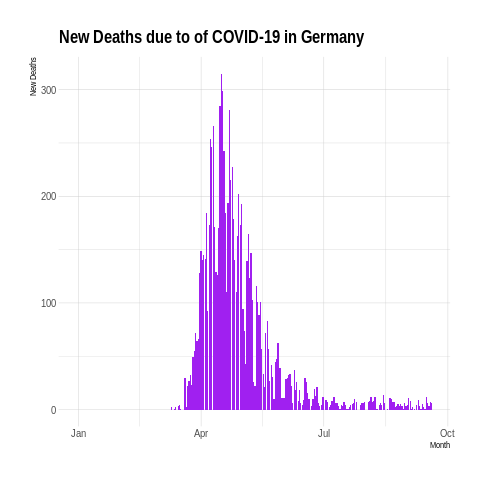 New Deaths due to of COVID-19 in Germany
New Deaths
300
200
100
0
Jan Apr Jul Oct
Month